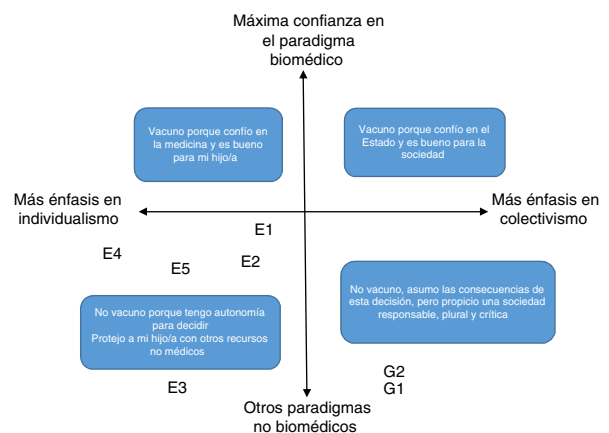 Máxima confianza en
el paradigma
biomédico
Vacuno porque confío en
la medicina y es bueno
para mi hijo/a
Vacuno porque confío en el
Estado y es bueno para la
sociedad
Más énfasis en
individualismo
Más énfasis en
colectivismo
E1
E4
E5
E2
No vacuno porque tengo autonomía
para decidir
Protejo a mi hijo/a con otros recursos
no médicos
No vacuno, asumo las consecuencias de
esta decisión, pero propicio una sociedad
responsable, plural y crítica
E3
G2
G1
Otros paradigmas
no biomédicos